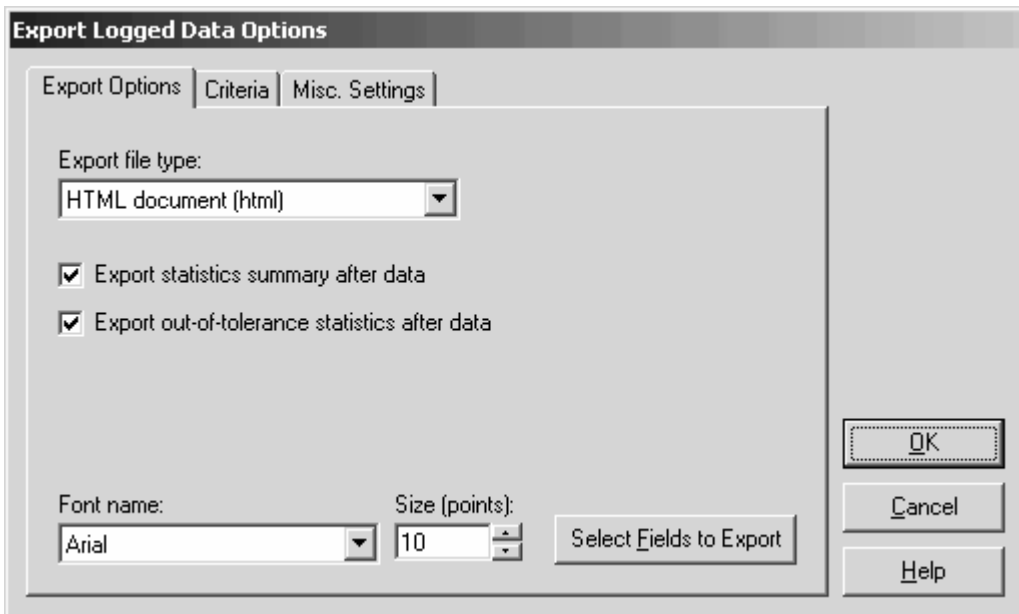 Export Logged Data Options
Export Options Criteria Misc. Settings
Export file type:
HTML document (html)
Export statistics summary after data
Export out-of-tolerance statistics after data
Font name: Size (points):
Arial 10 Select Fields to Export
OK
Cancel
Help